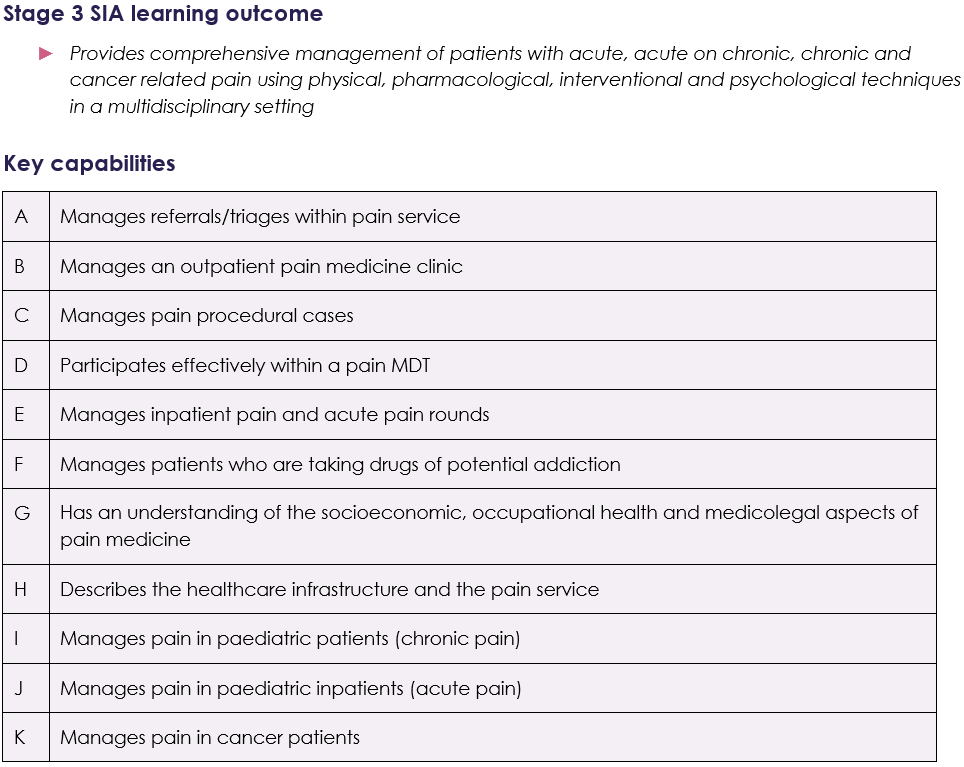 Stage 3 SIA learning outcome
► Provides comprehensive management of patients with acute, acute on chronic, chronic and
cancer related pain using physical, pharmacological, interventional and psychological techniques
in a multidisciplinary setting
Key capabilities
A Manages referrals/triages within pain service
B Manages an outpatient pain medicine clinic
C Manages pain procedural cases
D Participates effectively within a pain MDT
E Manages inpatient pain and acute pain rounds
F Manages patients who are taking drugs of potential addiction
G Has an understanding of the socioeconomic, occupational health and medicolegal aspects of
pain medicine
H Describes the healthcare infrastructure and the pain service
I Manages pain in paediatric patients (chronic pain)
J Manages pain in paediatric inpatients (acute pain)
K Manages pain in cancer patients